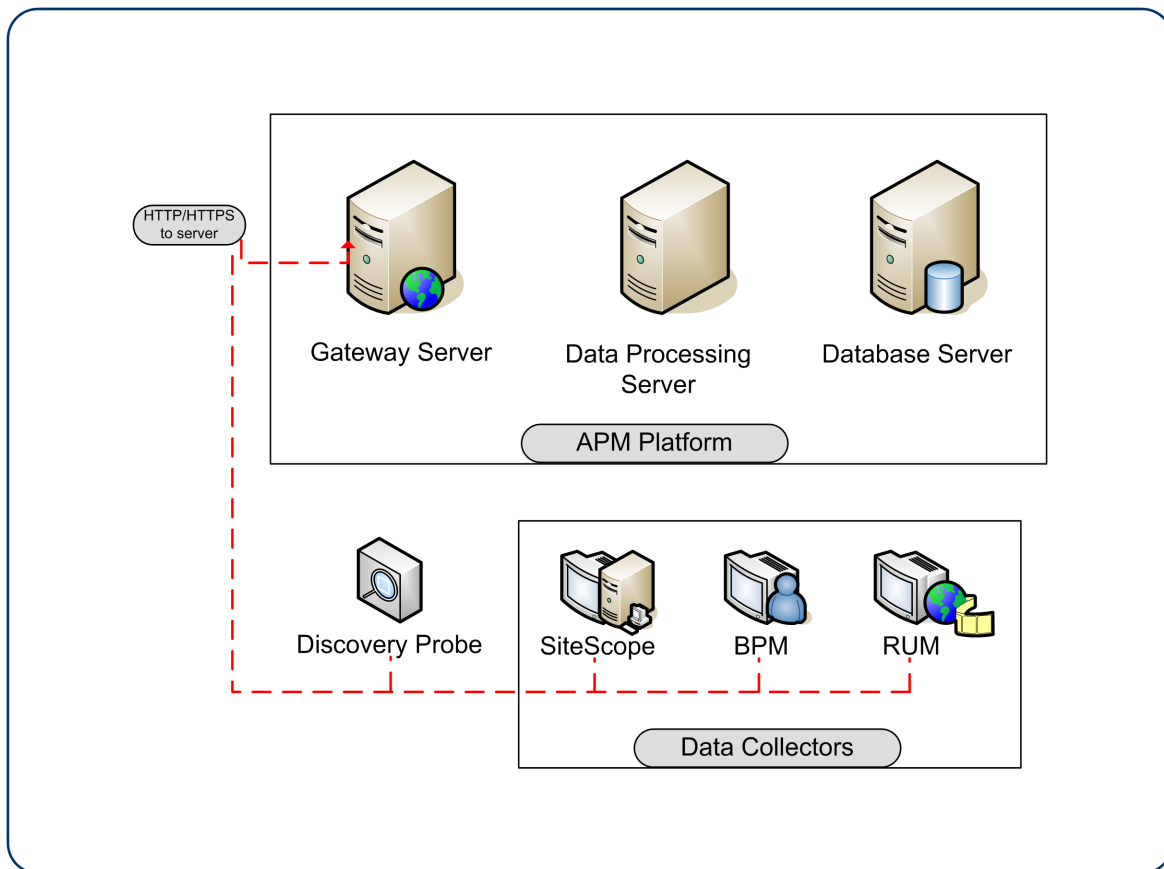 HTTP/HTTPS
to server
Gateway Server
Data Processing
Server
Database Server
APM Platform
Discovery Probe
SiteScope
BPM
RUM
Data Collectors